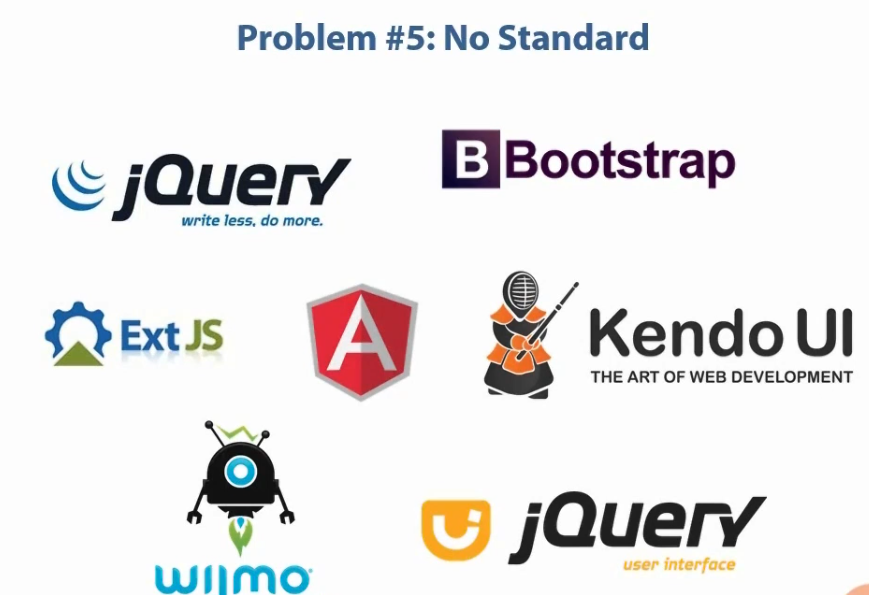 Problem #5: No Standard
jQuery
write less, do more.
B Bootstrap
Ext JS
A
Kendo UI
THE ART OF WEB DEVELOPMENT
wijmo
ui jQuery
user interface